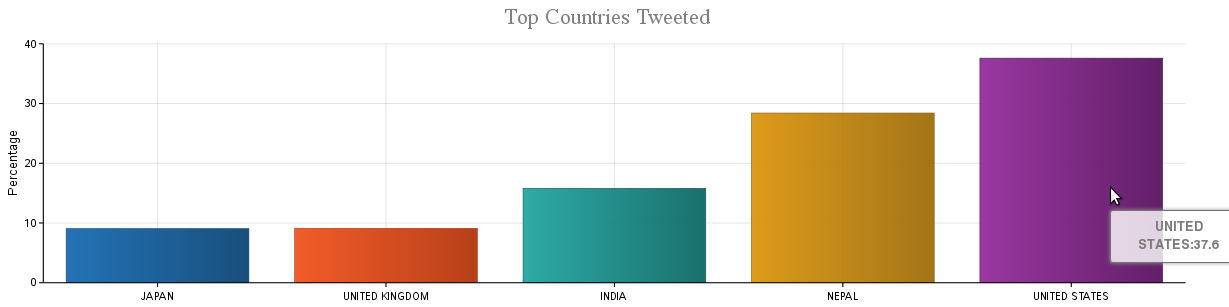 Top Countries Tweeted
Percentage
40
30
20
10
0
JAPAN
UNITED KINGDOM
INDIA
NEPAL
UNITED STATES
UNITED
STATES:37.6